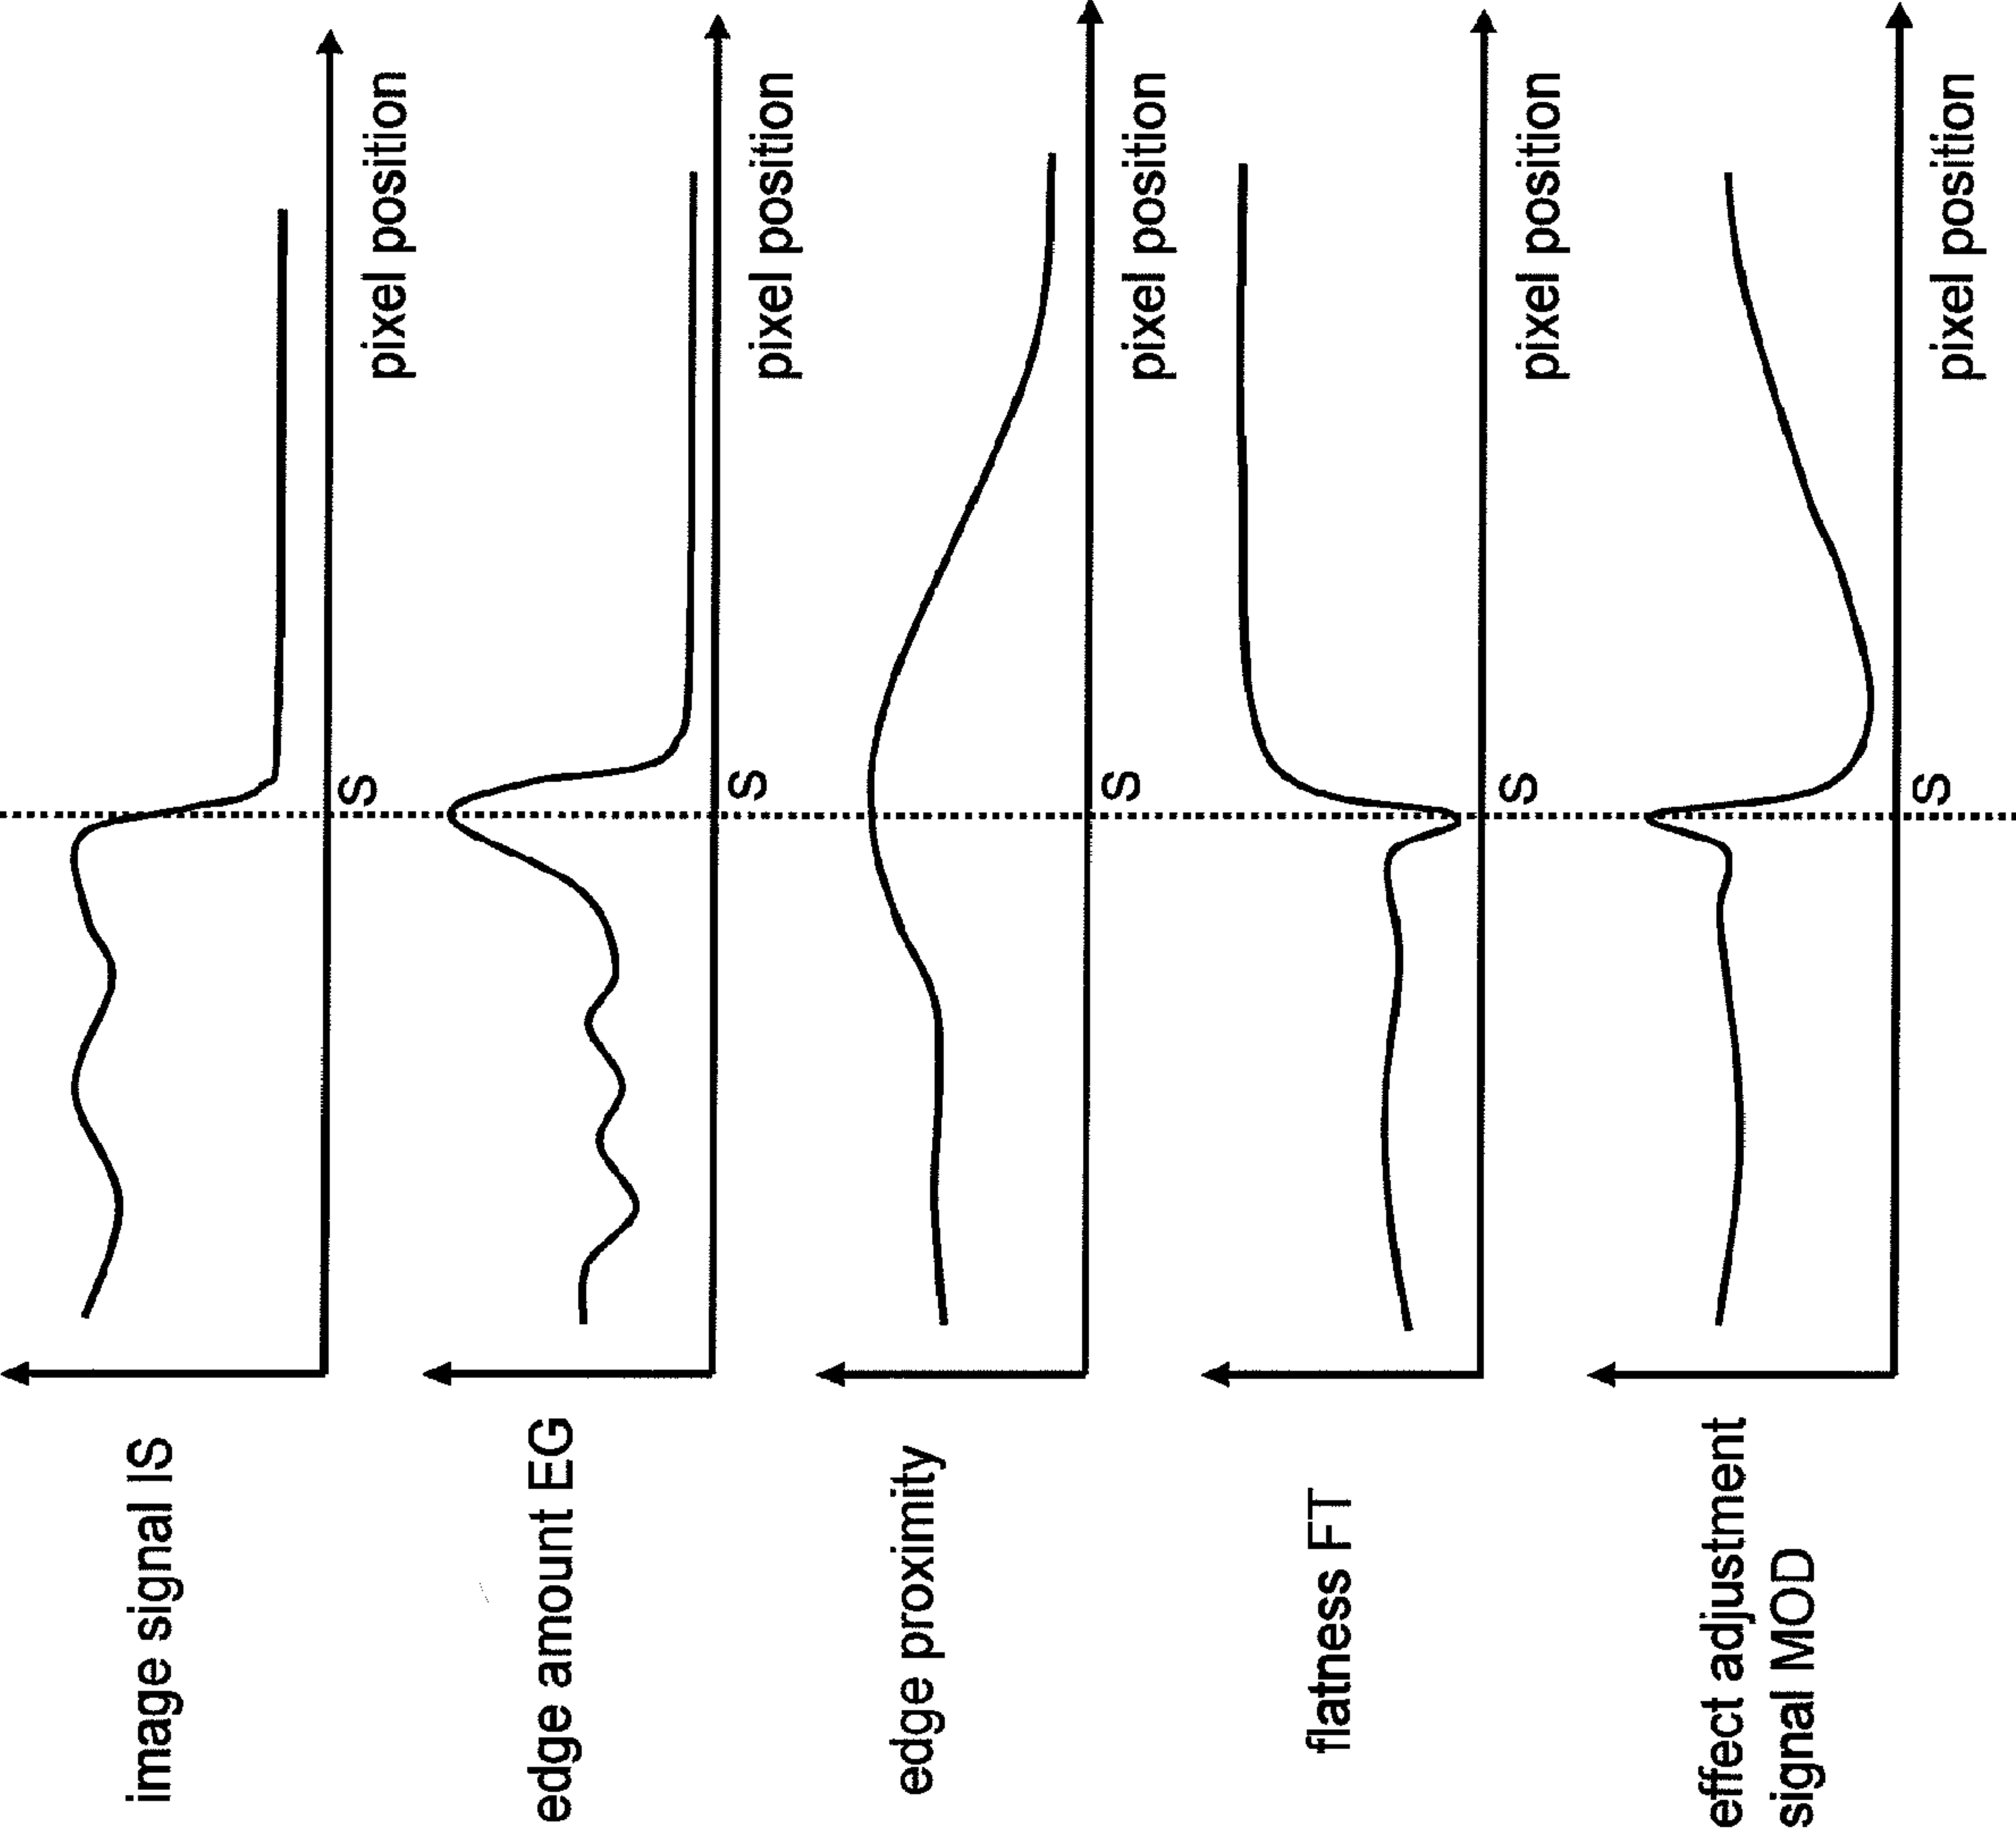 image signal IS
S
pixel position
edge amount EG
S
pixel position
edge proximity
S
pixel position
flatness FT
S
pixel position
effect adjustment
signal MOD
S
pixel position